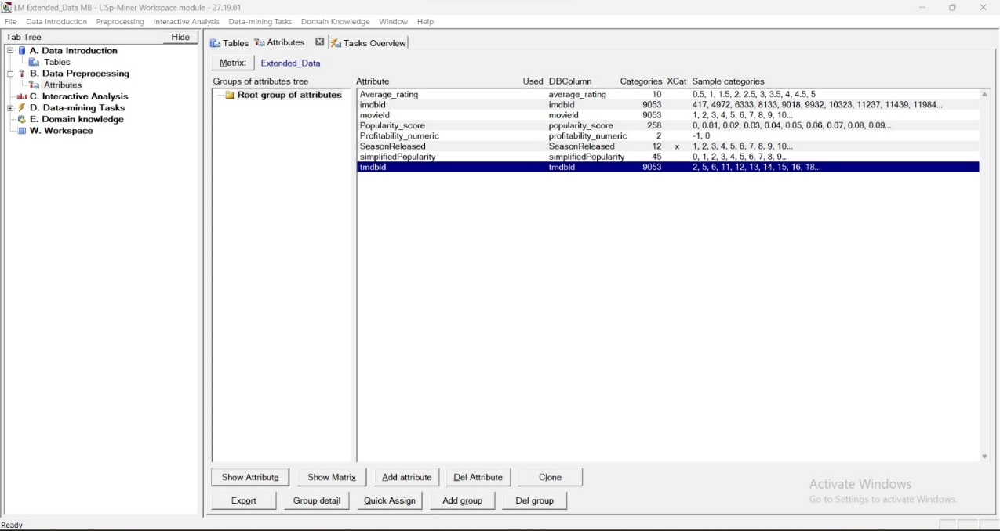 LM Extended_Data MB - LISp-Miner Workspace module - 27.19.01
File Data Introduction Preprocessing Interactive Analysis Data-mining Tasks Domain Knowledge Window Help
Tab Tree Hide
A. Data Introduction
Tables
B. Data Preprocessing
Attributes
C. Interactive Analysis
D. Data-mining Tasks
E. Domain knowledge
W. Workspace
Tables Attributes Tasks Overview
Matrix: Extended_Data
Groups of attributes tree
Root group of attributes
Attribute Used DBColumn Categories XCat Sample categories
Average_rating average_rating 10 0.5, 1, 1.5, 2, 2.5, 3, 3.5, 4, 4.5, 5
imdbId imdbId 9053 417, 4972, 6333, 8133, 9018, 9932, 10323, 11237, 11439, 11984...
movieId movieId 9053 1, 2, 3, 4, 5, 6, 7, 8, 9, 10...
Popularity_score popularity_score 258 0, 0.01, 0.02, 0.03, 0.04, 0.05, 0.06, 0.07, 0.08, 0.09...
Profitability_numeric profitability_numeric 2 -1, 0
SeasonReleased SeasonReleased 12 x 1, 2, 3, 4, 5, 6, 7, 8, 9, 10...
simplifiedPopularity simplifiedPopularity 45 0, 1, 2, 3, 4, 5, 6, 7, 8, 9...
tmdbId tmdbId 9053 2, 5, 6, 11, 12, 13, 14, 15, 16, 18...
Show Attribute Show Matrix Add attribute Del Attribute Clone
Export Group detail Quick Assign Add group Del group
Activate Windows
Go to Settings to activate Windows.
Ready